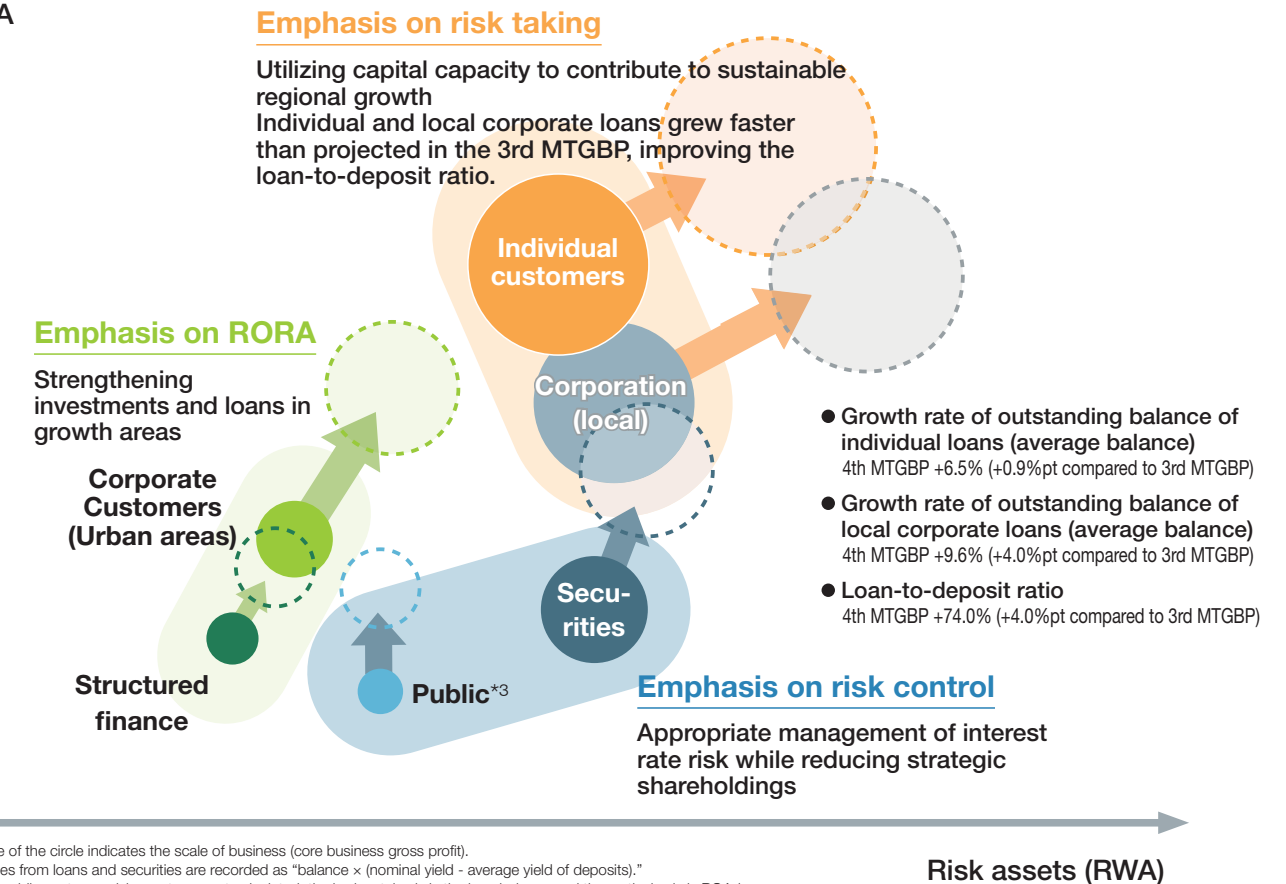 A
Emphasis on risk taking
Utilizing capital capacity to contribute to sustainable
regional growth
Individual and local corporate loans grew faster
than projected in the 3rd MTGBP, improving the
loan-to-deposit ratio.
Individual
customers
Emphasis on RORA
Strengthening
investments and loans in
growth areas
Corporation
(local)
Corporate
Customers
(Urban areas)
● Growth rate of outstanding balance of
individual loans (average balance)
4th MTGBP +6.5% (+0.9%pt compared to 3rd MTGBP)
● Growth rate of outstanding balance of
local corporate loans (average balance)
4th MTGBP +9.6% (+4.0%pt compared to 3rd MTGBP)
● Loan-to-deposit ratio
4th MTGBP +74.0% (+4.0%pt compared to 3rd MTGBP)
Secu-
rities
Structured
finance
Public*3
Emphasis on risk control
Appropriate management of interest
rate risk while reducing strategic
shareholdings
e of the circle indicates the scale of business (core business gross profit).
es from loans and securities are recorded as “balance × (nominal yield - average yield of deposits).”
Risk assets (RWA)